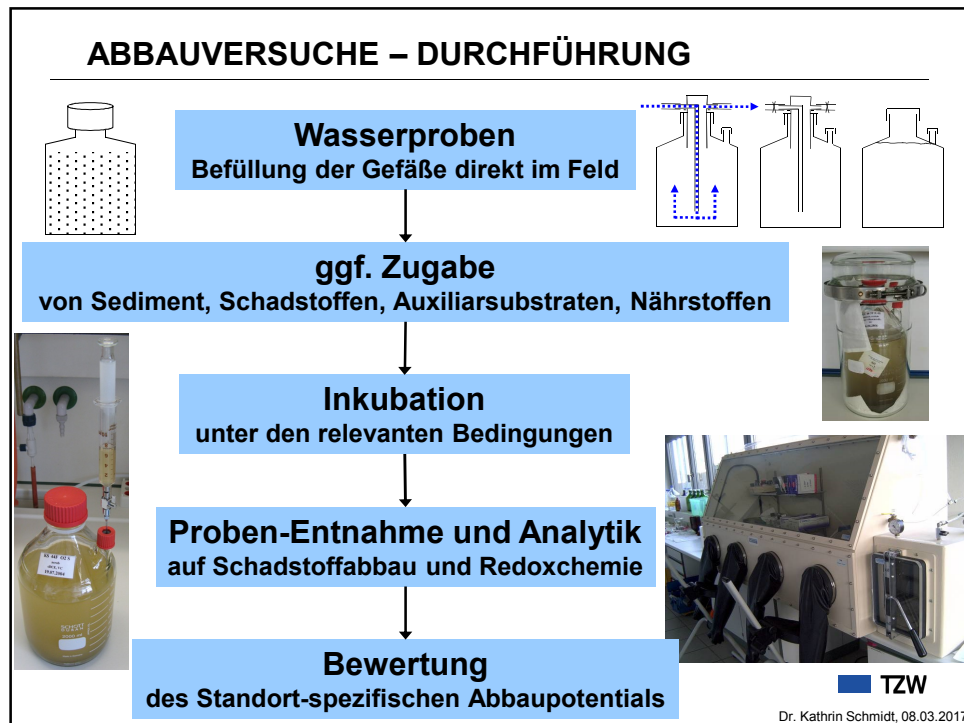 ABBAUVERSUCHE – DURCHFÜHRUNG
Wasserproben
Befüllung der Gefäße direkt im Feld
ggf. Zugabe
von Sediment, Schadstoffen, Auxiliarsubstraten, Nährstoffen
Inkubation
unter den relevanten Bedingungen
Proben-Entnahme und Analytik
auf Schadstoffabbau und Redoxchemie
Bewertung
des Standort-spezifischen Abbaupotentials
TZW
Dr. Kathrin Schmidt, 08.03.2017